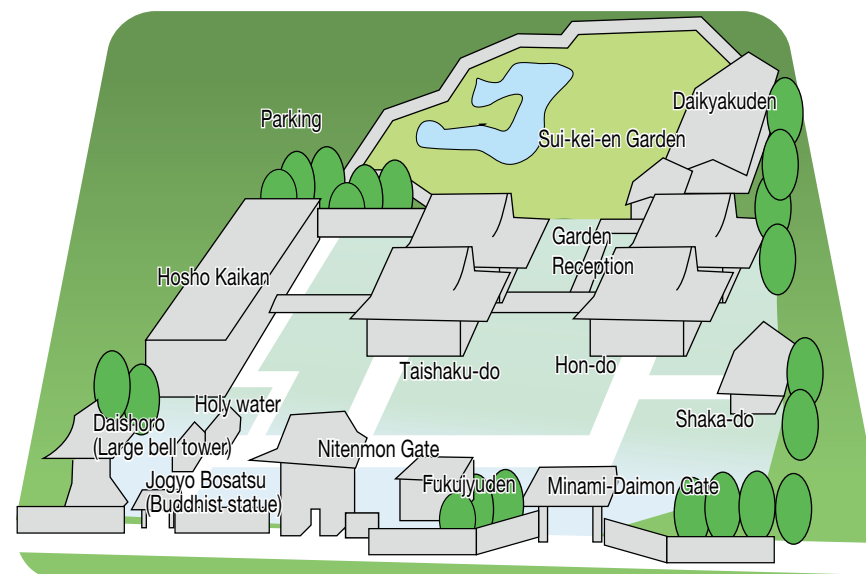 Parking
Daikyakuden
Sui-kei-en Garden
Garden
Reception
Hosho Kaikan
Taishaku-do
Hon-do
Holy water
Shaka-do
Daishoro
(Large bell tower)
Nitenmon Gate
Jogyo Bosatsu
(Buddhist statue)
Fukujyuden
Minami-Daimon Gate